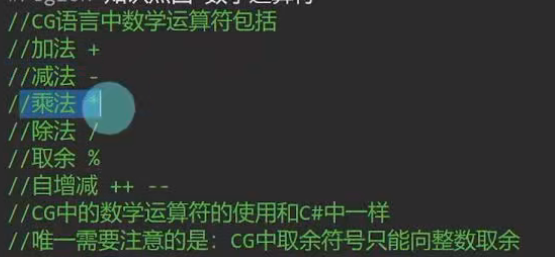 //CG语言中数学运算符包括
//加法 +
//减法 -
//乘法 *
//除法 /
//取余 %
//自增减 ++ --
//CG中的数学运算符的使用和C#中一样
//唯一需要注意的是：CG中取余符号只能向整数取余